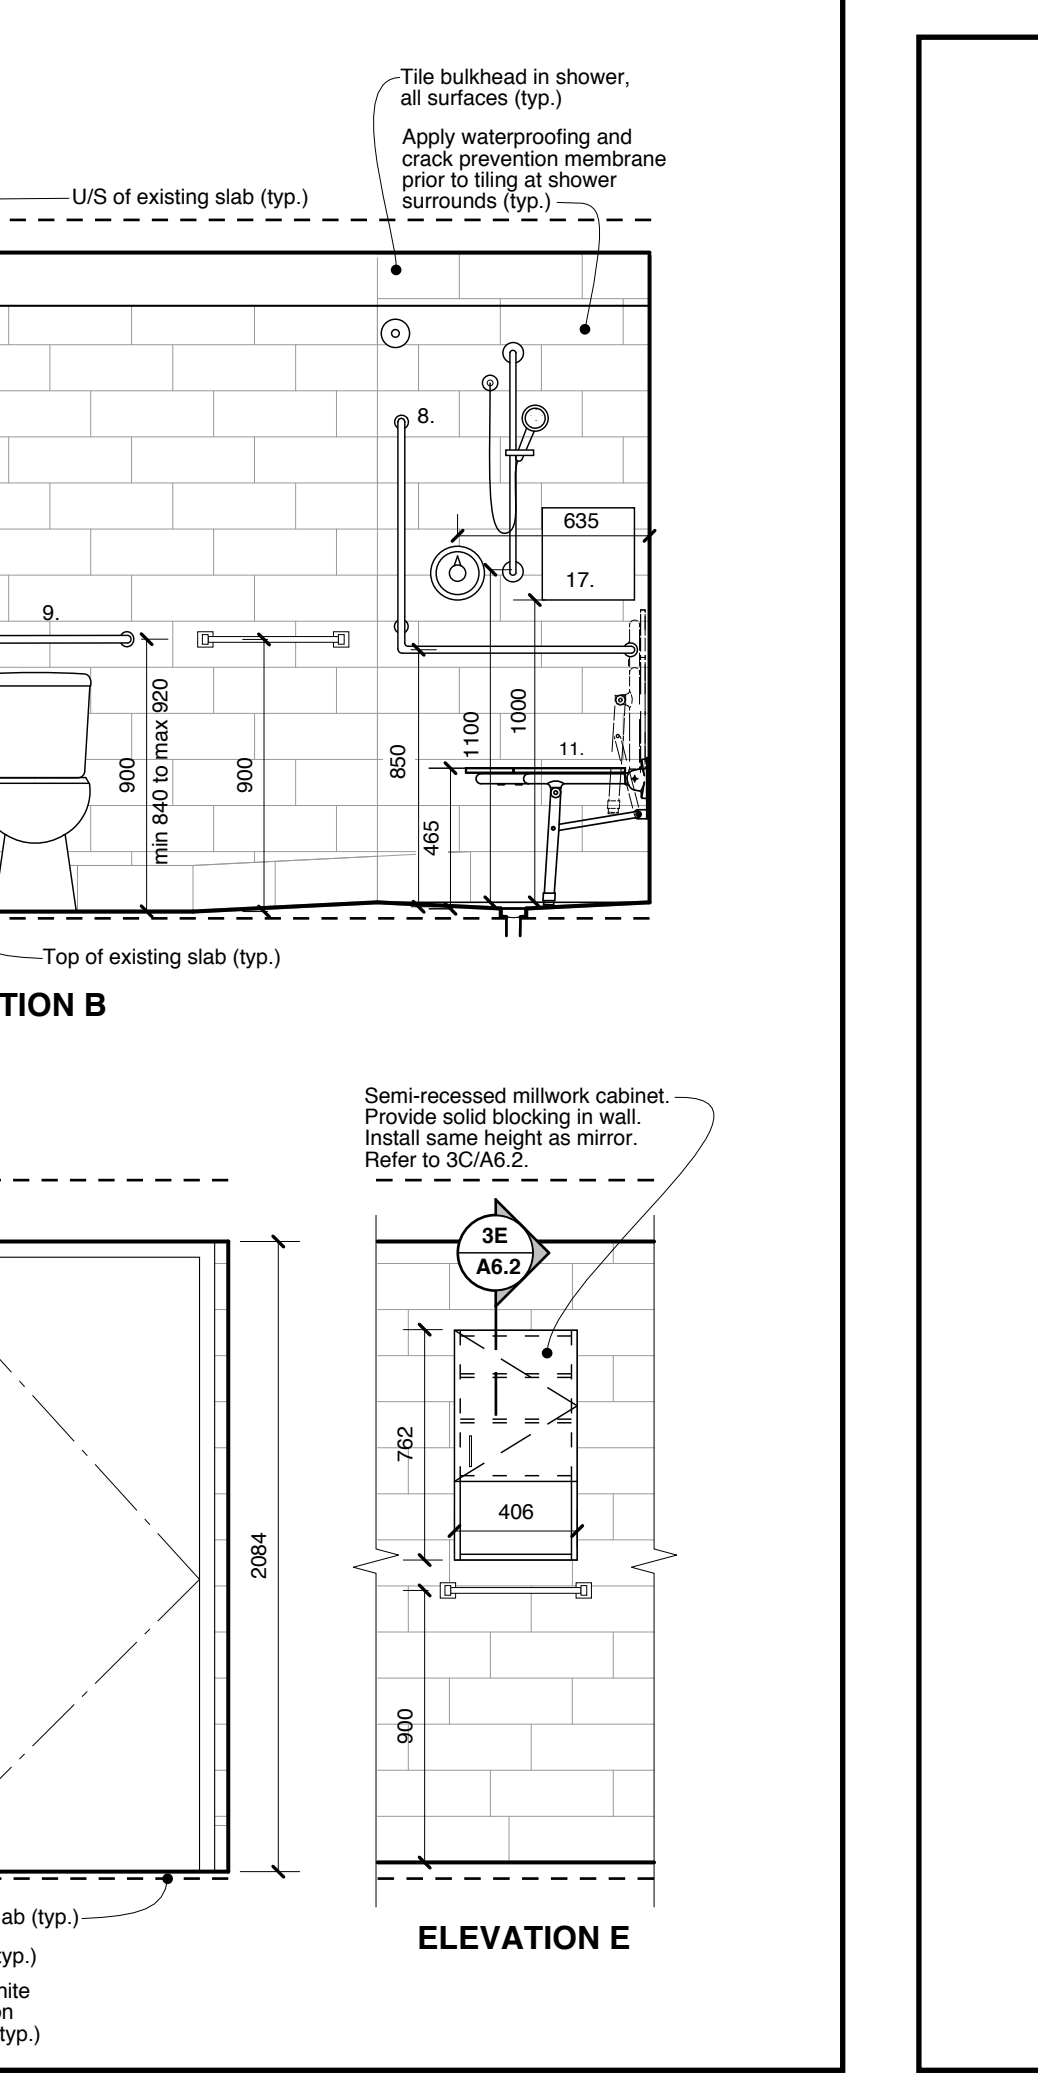 Tile bulkhead in shower,
all surfaces (typ.)
Apply waterproofing and
crack prevention membrane
prior to tiling at shower
surrounds (typ.)
U/S of existing slab (typ.)
8.
635
17.
9.
11.
900
min 840 to max 920
900
850
1100
1000
465
Top of existing slab (typ.)
TION B
Semi-recessed millwork cabinet.
Provide solid blocking in wall.
Install same height as mirror.
Refer to 3C/A6.2.
3E
A6.2
762
406
2084
900
ab (typ.)
yp.)
nite
on
typ.)
ELEVATION E